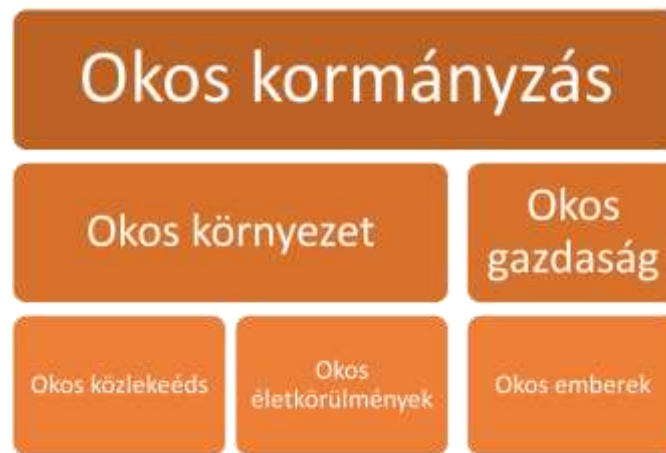 Okos kormányzás
Okos környezet
Okos
gazdaság
Okos közlekeéds
Okos
életkörülmények
Okos emberek